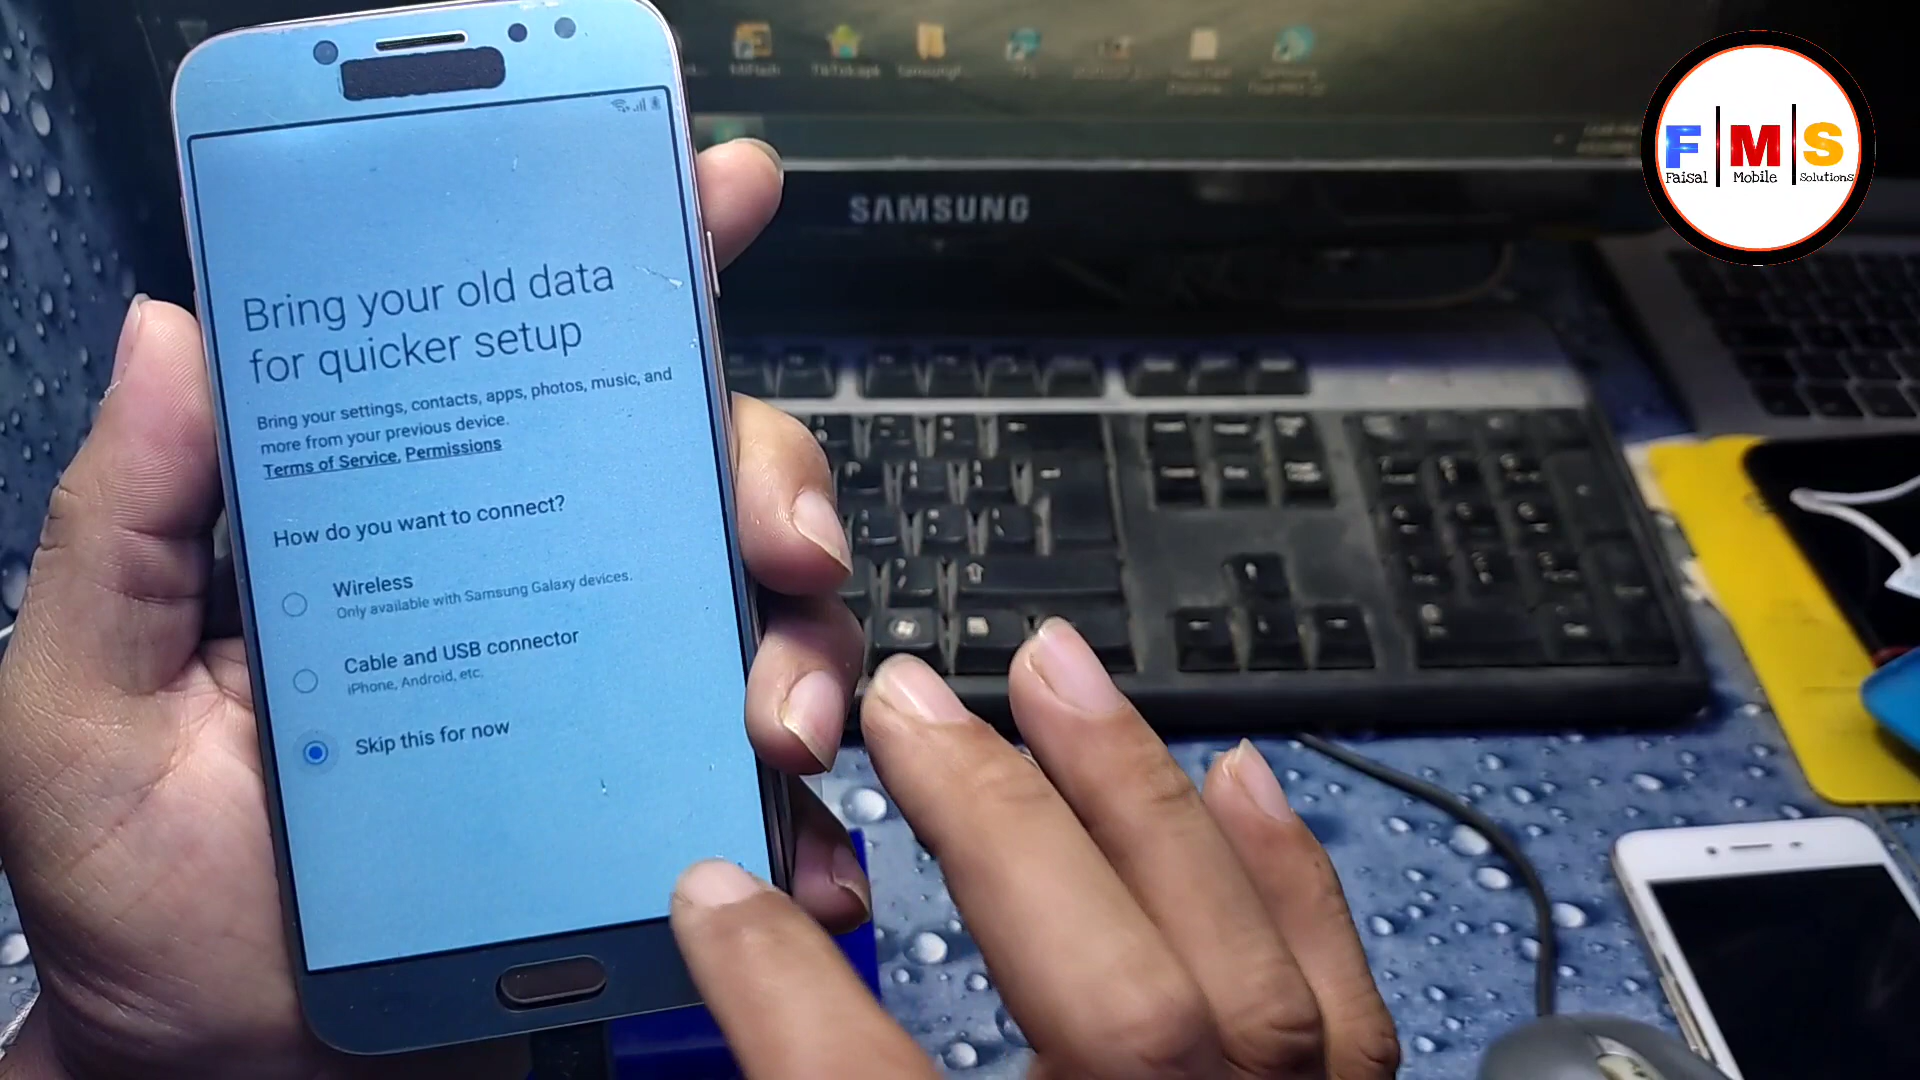 Bring your old data
for quicker setup
Bring your settings, contacts, apps, photos, music, and
more from your previous device.
Terms of Service, Permissions
How do you want to connect?
Wireless
Only available with Samsung Galaxy devices.
Cable and USB connector
iPhone, Android, etc.
Skip this for now
SAMSUNG
F M S
Faisal Mobile Solutions